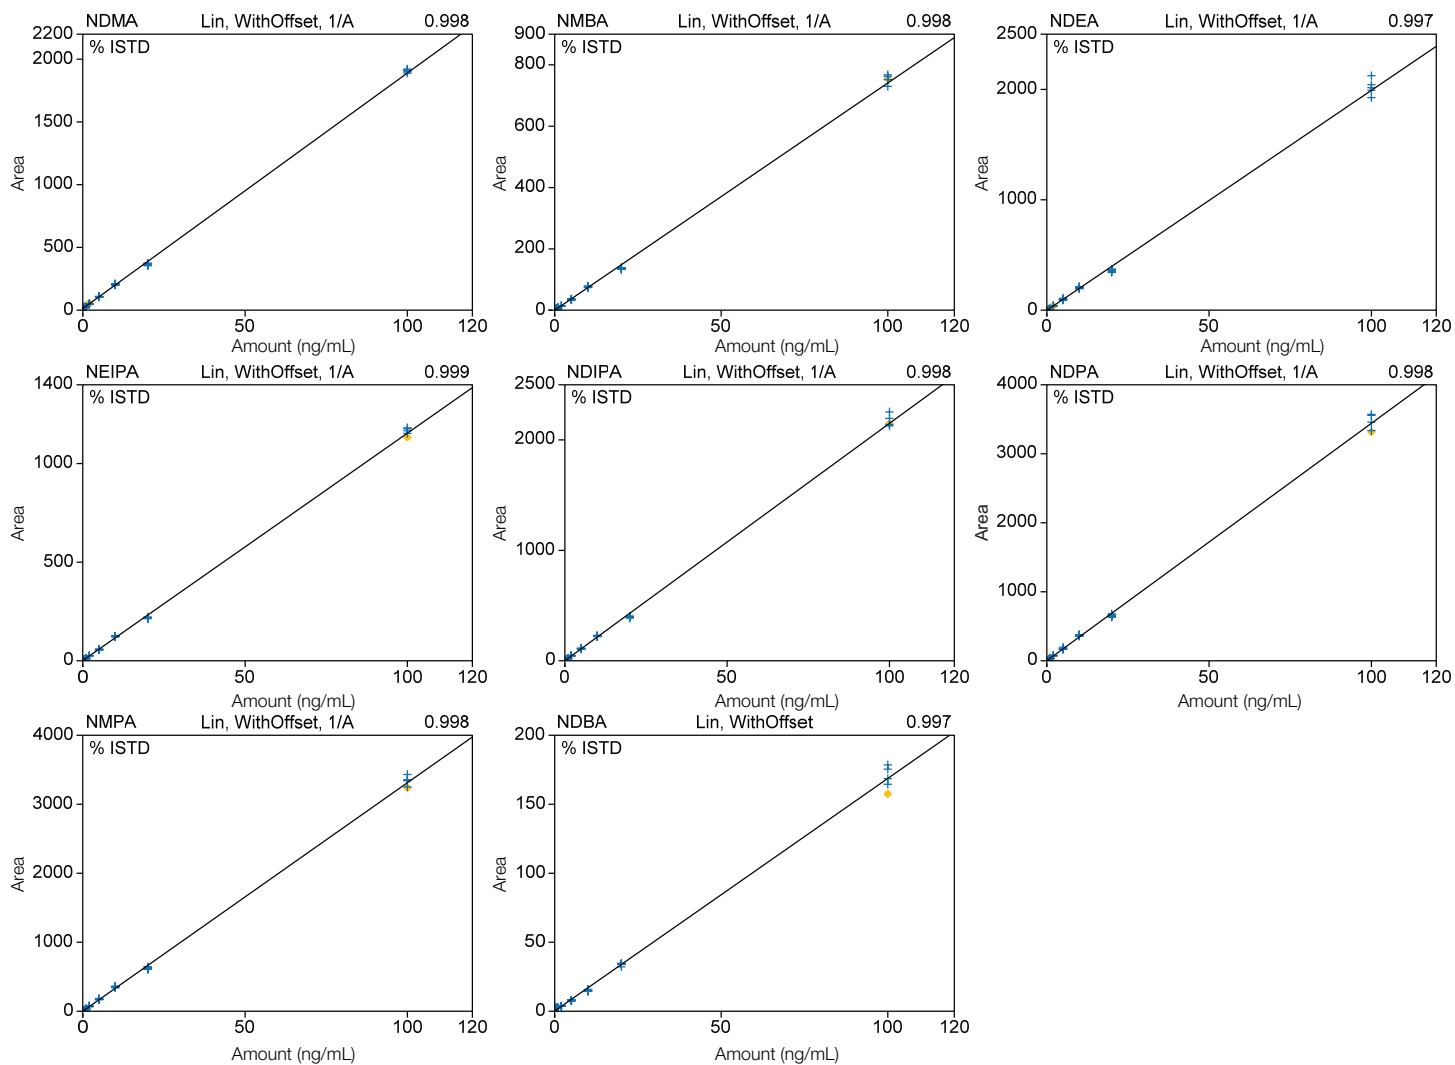 NDMA Lin, WithOffset, 1/A 0.998
% ISTD
2200
2000
1500
1000
500
0
Area
0 50 100 120
Amount (ng/mL)
NMBA Lin, WithOffset, 1/A 0.998
% ISTD
900
800
600
400
200
0
Area
0 50 100 120
NDEA Lin, WithOffset, 1/A 0.997
% ISTD
2500
2000
1000
0
Area
0 50 100 120
Amount (ng/mL)
NEIPA Lin, WithOffset, 1/A 0.999
% ISTD
1400
1000
500
0
Area
0 50 100 120
Amount (ng/mL)
NDIPA Lin, WithOffset, 1/A 0.998
% ISTD
2500
2000
1000
0
Area
0 50 100 120
Amount (ng/mL)
NDPA Lin, WithOffset, 1/A 0.998
% ISTD
4000
3000
2000
1000
0
Area
0 50 100 120
Amount (ng/mL)
NMPA Lin, WithOffset, 1/A 0.998
% ISTD
4000
3000
2000
1000
0
Area
0 50 100 120
Amount (ng/mL)
NDBA Lin, WithOffset 0.997
% ISTD
200
150
100
50
0
Area
0 50 100 120
Amount (ng/mL)